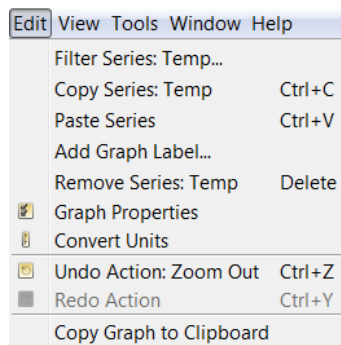 Edit View Tools Window Help
Filter Series: Temp...
Copy Series: Temp Ctrl+C
Paste Series Ctrl+V
Add Graph Label...
Remove Series: Temp Delete
Graph Properties
Convert Units
Undo Action: Zoom Out Ctrl+Z
Redo Action Ctrl+Y
Copy Graph to Clipboard